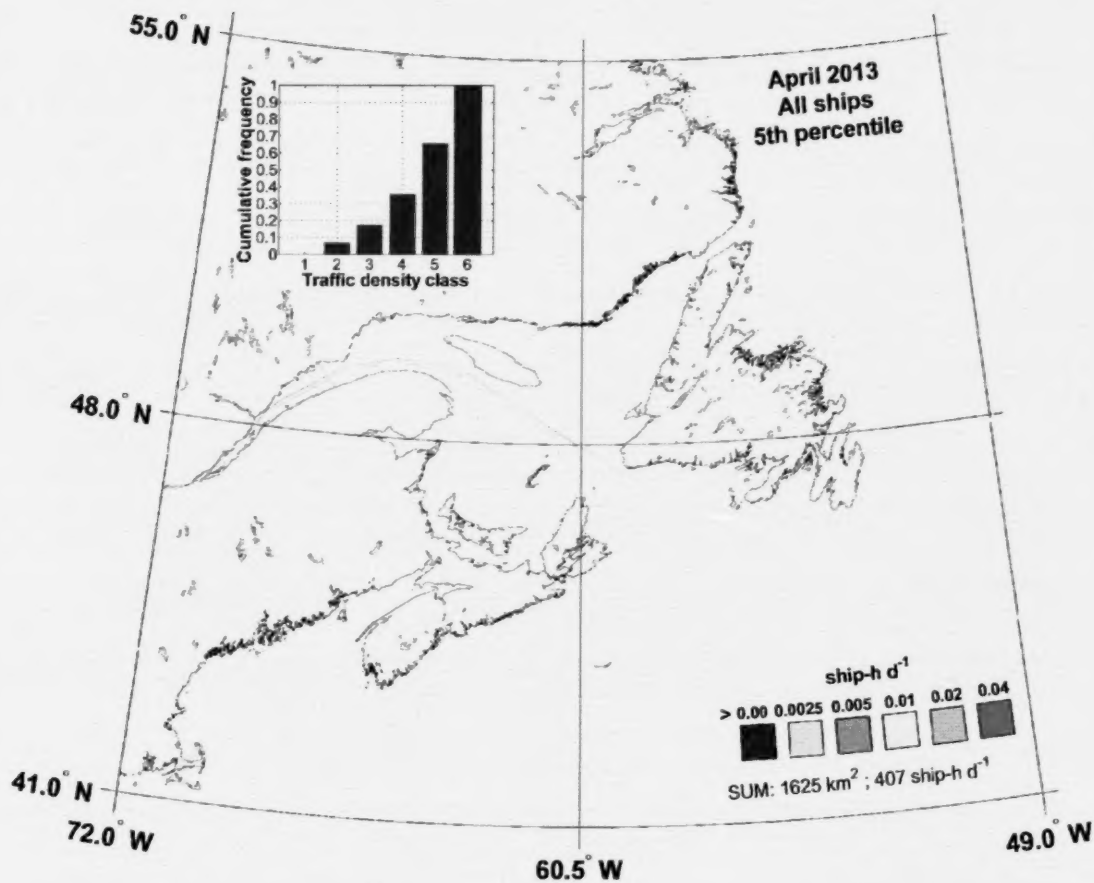 55.0° N
April 2013
All ships
5th percentile
Cumulative frequency
1
0.9
0.8
0.7
0.6
0.5
0.4
0.3
0.2
0.1
0
1 2 3 4 5 6
Traffic density class
48.0° N
4
ship-h d⁻¹
> 0.00 0.0025 0.005 0.01 0.02 0.04
SUM: 1625 km² ; 407 ship-h d⁻¹
41.0° N
72.0° W
60.5° W
49.0° W